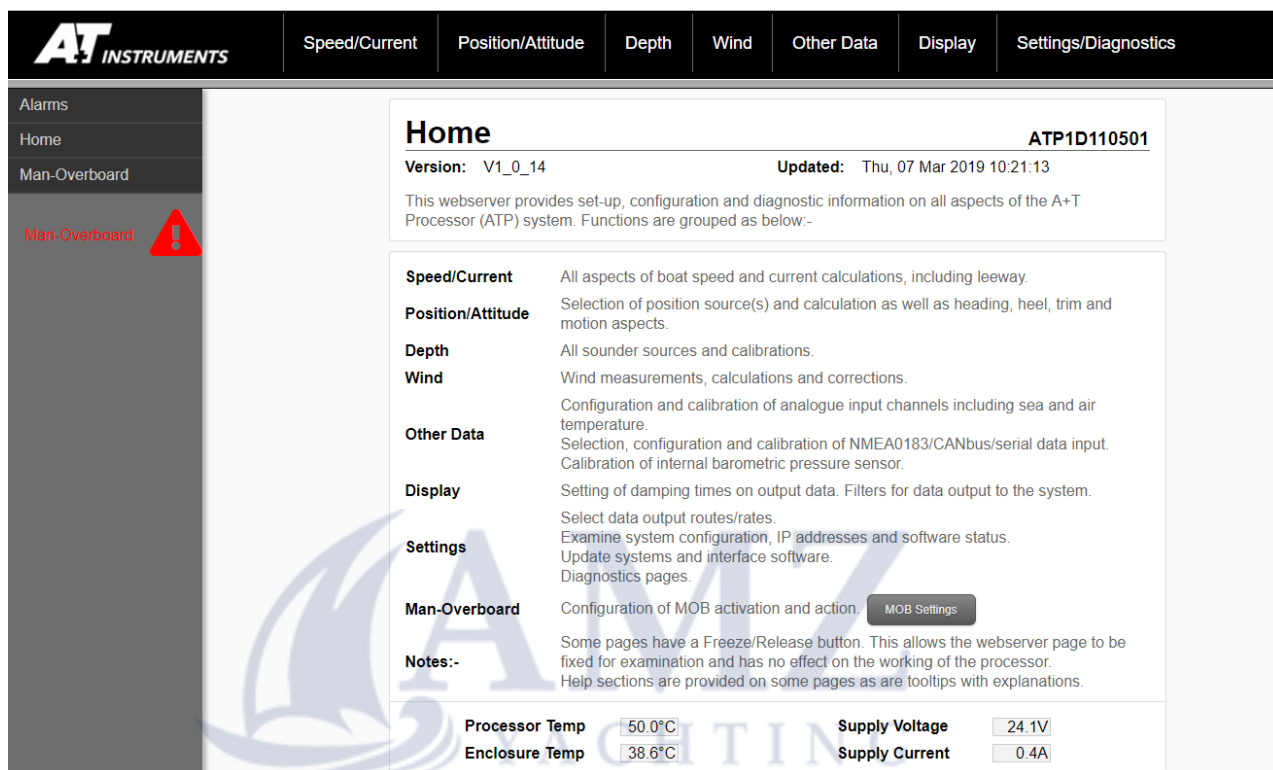 AT INSTRUMENTS
Speed/Current Position/Attitude Depth Wind Other Data Display Settings/Diagnostics
Alarms
Home
Man-Overboard
Man-Overboard
Home ATP1D110501
Version: V1_0_14 Updated: Thu, 07 Mar 2019 10:21:13
This webserver provides set-up, configuration and diagnostic information on all aspects of the A+T
Processor (ATP) system. Functions are grouped as below:-
Speed/Current All aspects of boat speed and current calculations, including leeway.
Position/Attitude Selection of position source(s) and calculation as well as heading, heel, trim and
motion aspects.
Depth All sounder sources and calibrations.
Wind Wind measurements, calculations and corrections.
Other Data Configuration and calibration of analogue input channels including sea and air
temperature.
Selection, configuration and calibration of NMEA0183/CANbus/serial data input.
Calibration of internal barometric pressure sensor.
Display Setting of damping times on output data. Filters for data output to the system.
Settings Select data output routes/rates.
Examine system configuration, IP addresses and software status.
Update systems and interface software.
Diagnostics pages.
Man-Overboard Configuration of MOB activation and action. MOB Settings
Notes:- Some pages have a Freeze/Release button. This allows the webserver page to be
fixed for examination and has no effect on the working of the processor.
Help sections are provided on some pages as are tooltips with explanations.
Processor Temp 50.0°C Supply Voltage 24.1V
Enclosure Temp 38.6°C Supply Current 0.4A
AMZ
YACHTING